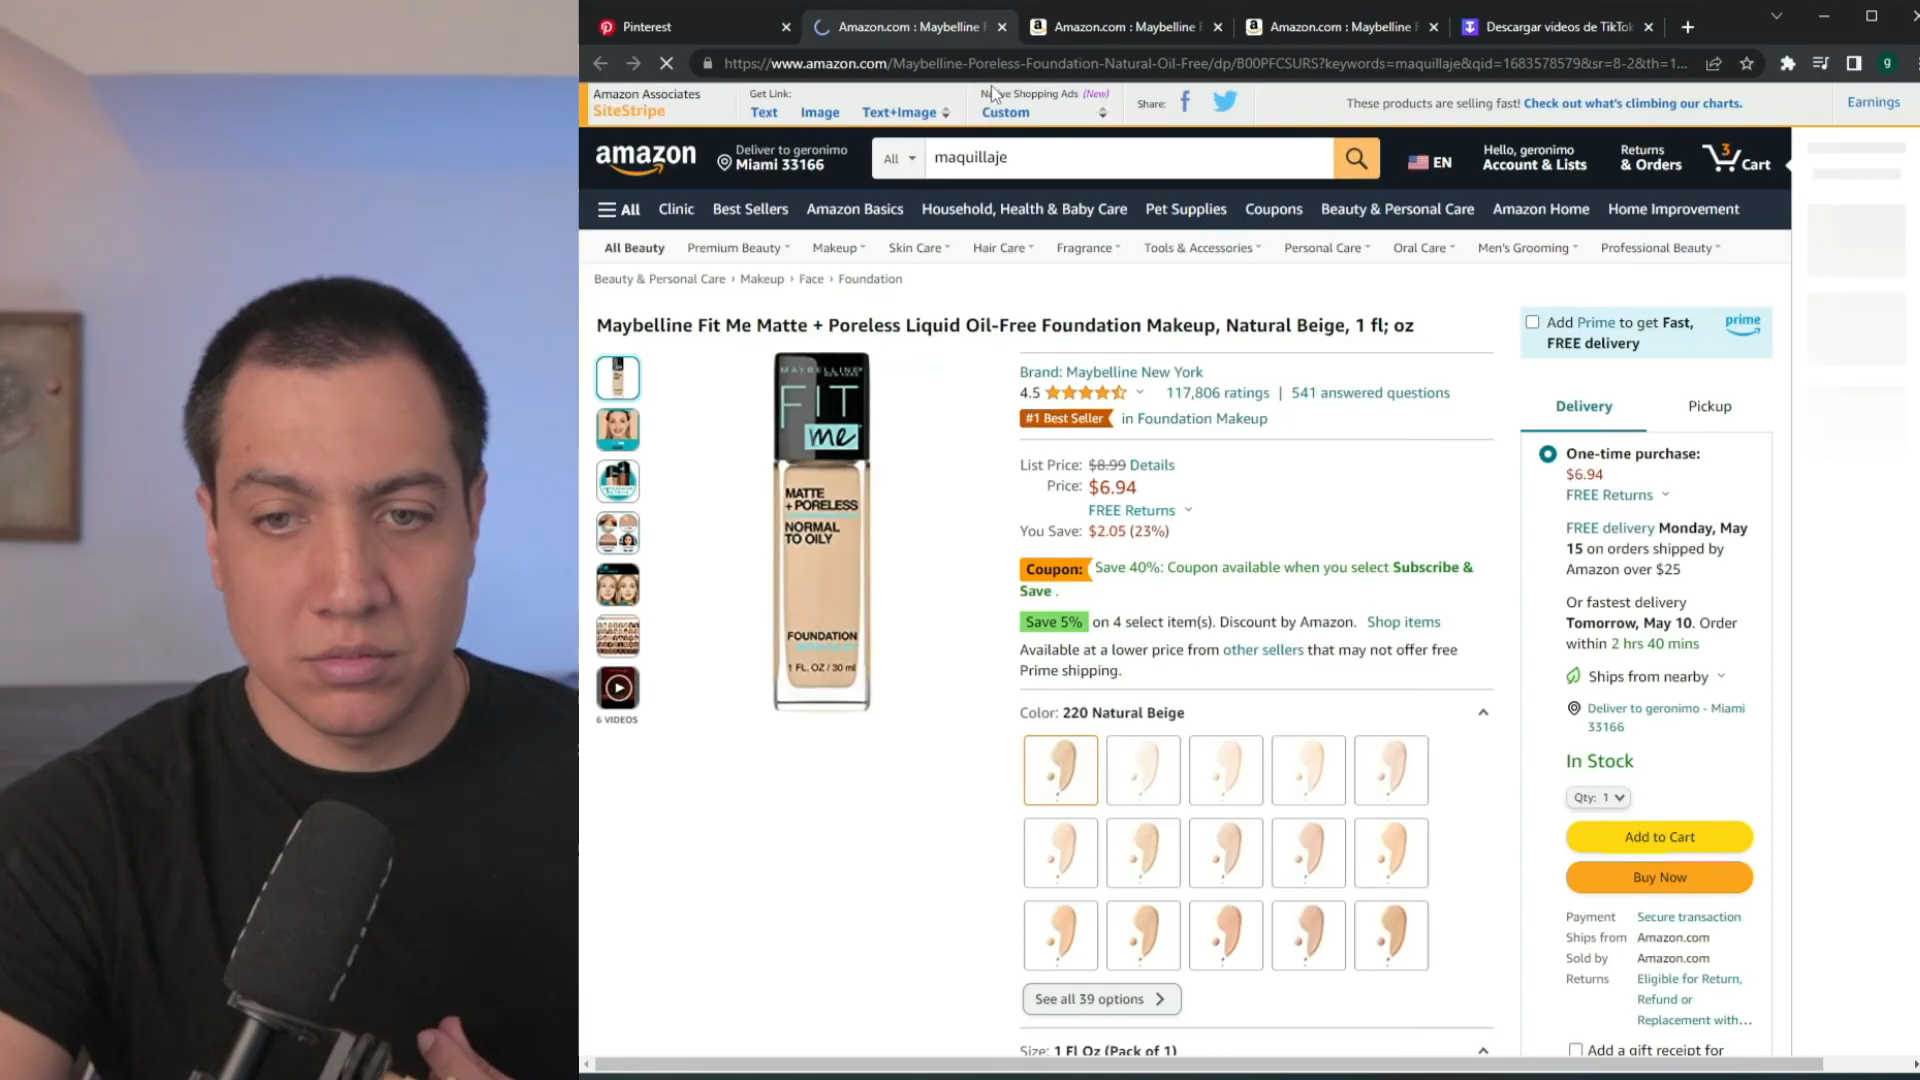 Pinterest
Amazon.com : Maybelline F
Amazon.com : Maybelline F
Amazon.com : Maybelline F
Descargar videos de TikTok
https://www.amazon.com/Maybelline-Poreless-Foundation-Natural-Oil-Free/dp/B00PFCSURS?keywords=maquillaje&qid=1683578579&sr=8-2&th=1...
g
Amazon Associates
SiteStripe
Get Link:
Text
Image
Text+Image
Native Shopping Ads (New)
Custom
Share:
These products are selling fast! Check out what's climbing our charts.
Earnings
amazon
Deliver to geronimo
Miami 33166
All
maquillaje
EN
Hello, geronimo
Account & Lists
Returns
& Orders
3
Cart
All
Clinic
Best Sellers
Amazon Basics
Household, Health & Baby Care
Pet Supplies
Coupons
Beauty & Personal Care
Amazon Home
Home Improvement
All Beauty
Premium Beauty
Makeup
Skin Care
Hair Care
Fragrance
Tools & Accessories
Personal Care
Oral Care
Men's Grooming
Professional Beauty
Beauty & Personal Care › Makeup › Face › Foundation
Maybelline Fit Me Matte + Poreless Liquid Oil-Free Foundation Makeup, Natural Beige, 1 fl; oz
6 VIDEOS
MAYBELLINE
NEW YORK
FIT
me
MATTE
+ PORELESS
NORMAL
TO OILY
FOUNDATION
1 FL. OZ / 30 ml
Brand: Maybelline New York
4.5
117,806 ratings | 541 answered questions
#1 Best Seller in Foundation Makeup
List Price: $8.99 Details
Price: $6.94
FREE Returns
You Save: $2.05 (23%)
Coupon: Save 40%: Coupon available when you select Subscribe &
Save .
Save 5% on 4 select item(s). Discount by Amazon. Shop items
Available at a lower price from other sellers that may not offer free
Prime shipping.
Color: 220 Natural Beige
See all 39 options
Size: 1 Fl Oz (Pack of 1)
Add Prime to get Fast,
FREE delivery
prime
Delivery
Pickup
One-time purchase:
$6.94
FREE Returns
FREE delivery Monday, May
15 on orders shipped by
Amazon over $25
Or fastest delivery
Tomorrow, May 10. Order
within 2 hrs 40 mins
Ships from nearby
Deliver to geronimo - Miami
33166
In Stock
Qty: 1
Add to Cart
Buy Now
Payment Secure transaction
Ships from Amazon.com
Sold by Amazon.com
Returns Eligible for Return,
Refund or
Replacement with...
Add a gift receipt for